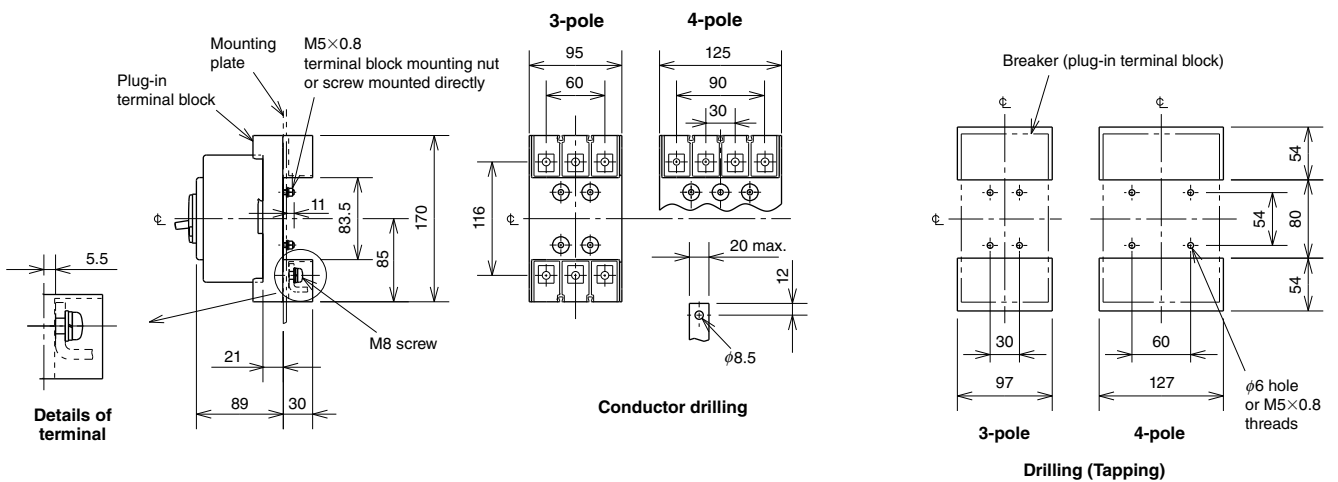 Mounting
plate
M5×0.8
terminal block mounting nut
or screw mounted directly
Plug-in
terminal block
℄
11
83.5
85
170
5.5
M8 screw
21
89
30
Details of
terminal
3-pole
4-pole
95
60
125
90
30
116
℄
20 max.
12
ϕ8.5
Conductor drilling
Breaker (plug-in terminal block)
℄
℄
54
54
80
54
30
60
97
127
ϕ6 hole
or M5×0.8
threads
3-pole
4-pole
Drilling (Tapping)